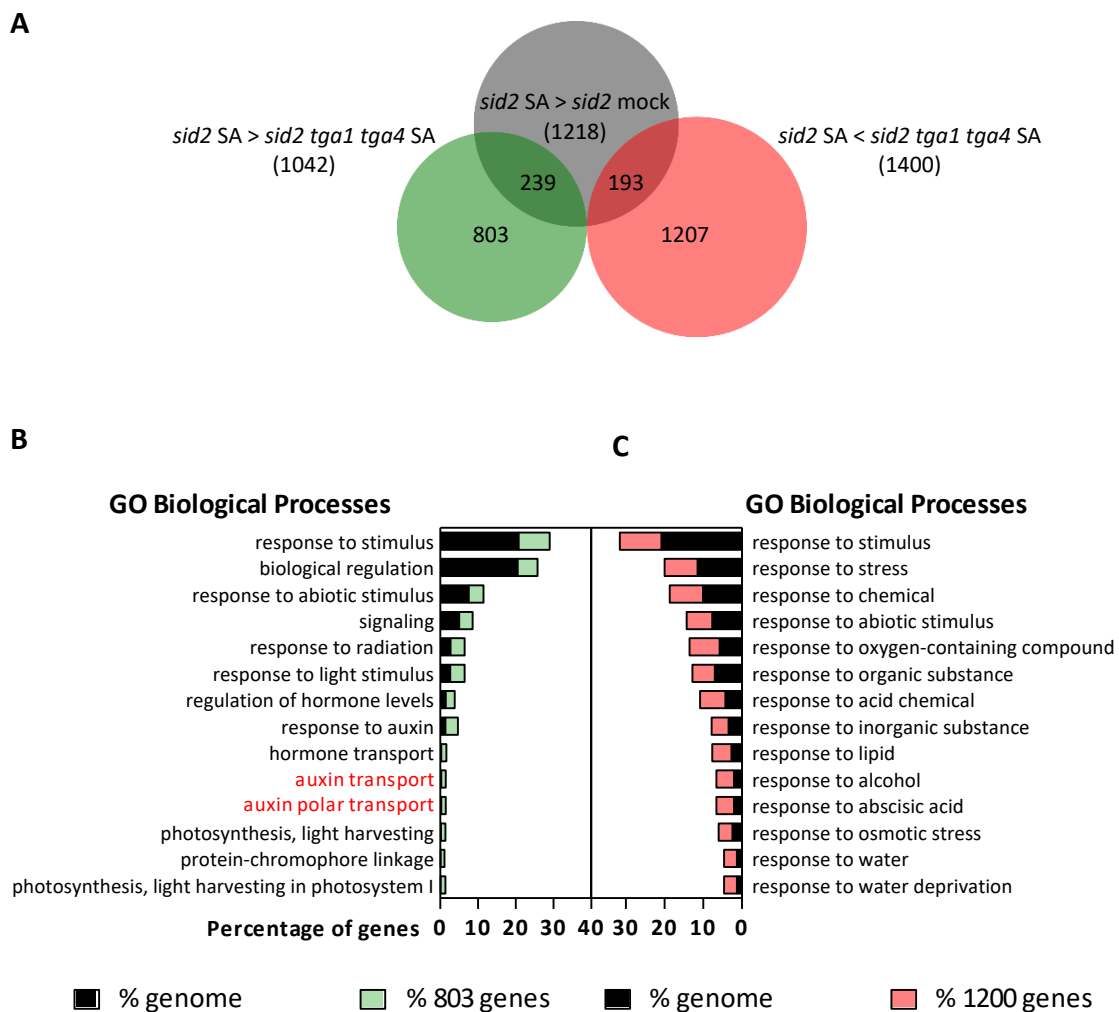 A
sid2 SA > sid2 mock
(1218)
sid2 SA > sid2 tga1 tga4 SA
(1042)
sid2 SA < sid2 tga1 tga4 SA
(1400)
239
193
803
1207
B
C
GO Biological Processes
GO Biological Processes
response to stimulus
biological regulation
response to abiotic stimulus
signaling
response to radiation
response to light stimulus
regulation of hormone levels
response to auxin
hormone transport
auxin transport
auxin polar transport
photosynthesis, light harvesting
protein-chromophore linkage
photosynthesis, light harvesting in photosystem I
response to stimulus
response to stress
response to chemical
response to abiotic stimulus
response to oxygen-containing compound
response to organic substance
response to acid chemical
response to inorganic substance
response to lipid
response to alcohol
response to abscisic acid
response to osmotic stress
response to water
response to water deprivation
Percentage of genes 0 10 20 30 40 30 20 10 0
% genome % 803 genes % genome % 1200 genes